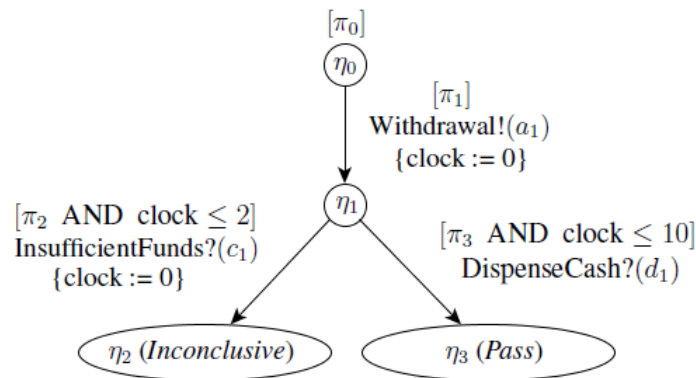 [π₀]
η₀
[π₁]
Withdrawal!(a₁)
{clock := 0}
η₁
[π₂ AND clock ≤ 2]
InsufficientFunds?(c₁)
{clock := 0}
[π₃ AND clock ≤ 10]
DispenseCash?(d₁)
η₂ (Inconclusive)
η₃ (Pass)